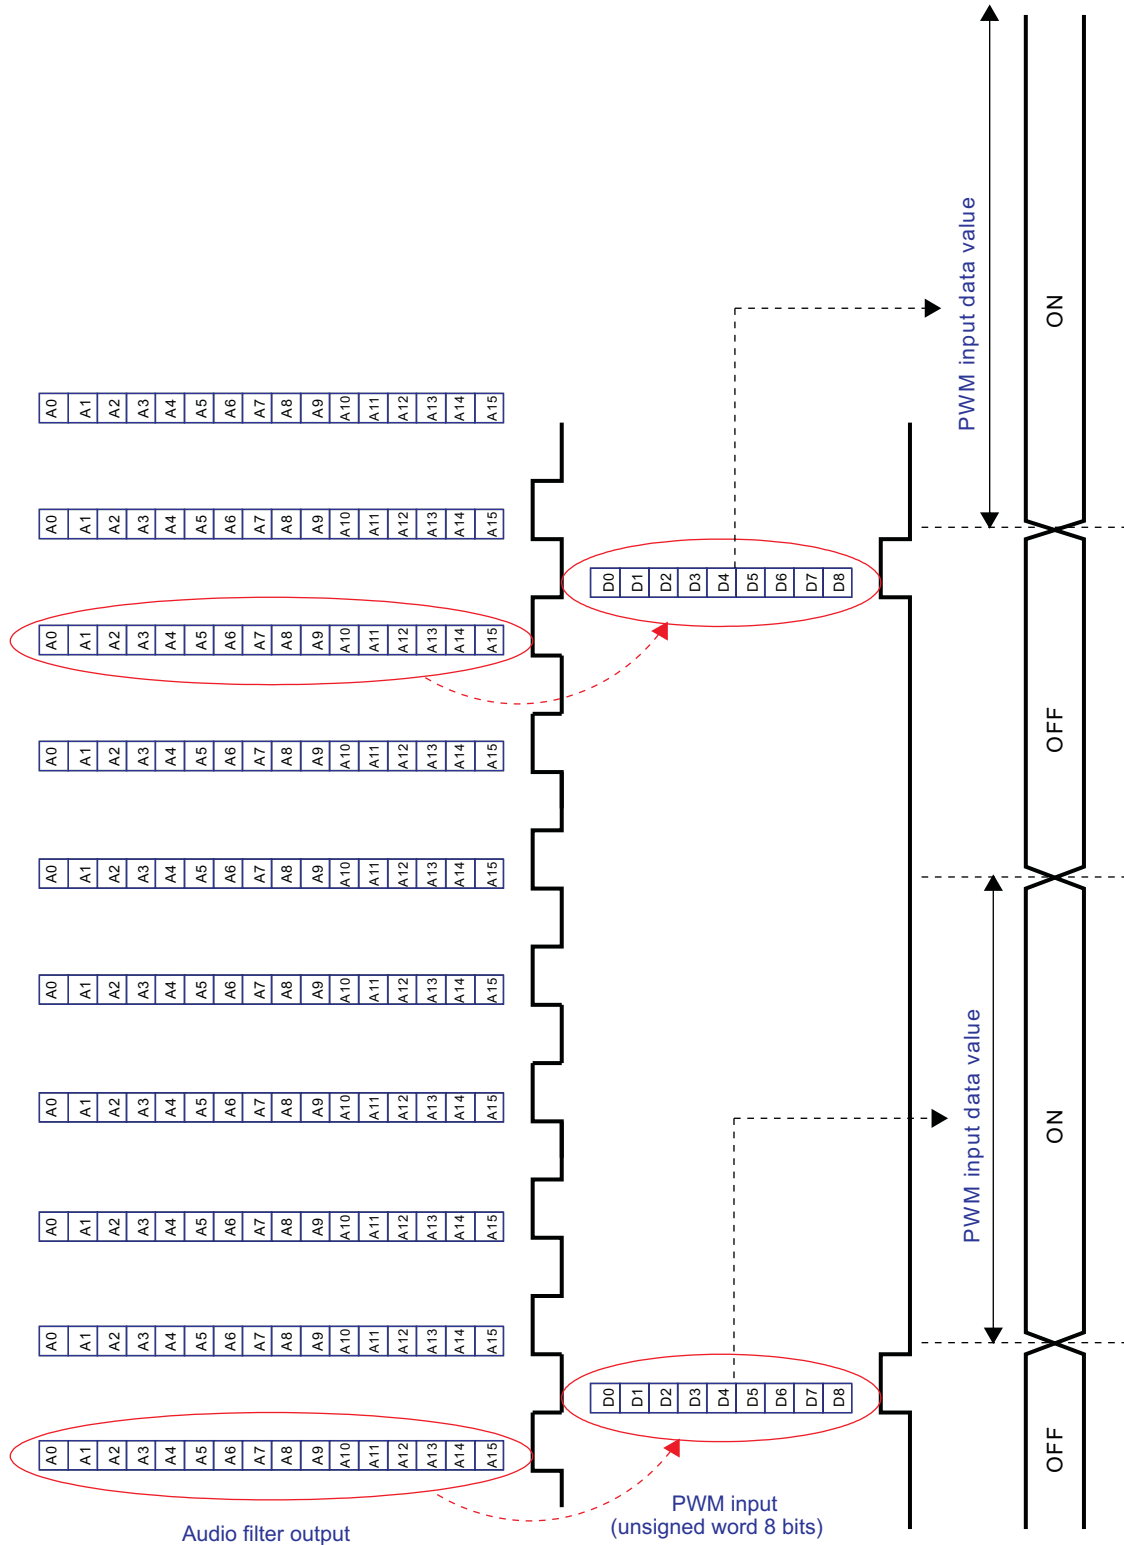 PWM input data value
ON
A0 A1 A2 A3 A4 A5 A6 A7 A8 A9 A10 A11 A12 A13 A14 A15
A0 A1 A2 A3 A4 A5 A6 A7 A8 A9 A10 A11 A12 A13 A14 A15
D0 D1 D2 D3 D4 D5 D6 D7 D8
A0 A1 A2 A3 A4 A5 A6 A7 A8 A9 A10 A11 A12 A13 A14 A15
OFF
A0 A1 A2 A3 A4 A5 A6 A7 A8 A9 A10 A11 A12 A13 A14 A15
A0 A1 A2 A3 A4 A5 A6 A7 A8 A9 A10 A11 A12 A13 A14 A15
A0 A1 A2 A3 A4 A5 A6 A7 A8 A9 A10 A11 A12 A13 A14 A15
A0 A1 A2 A3 A4 A5 A6 A7 A8 A9 A10 A11 A12 A13 A14 A15
PWM input data value
ON
A0 A1 A2 A3 A4 A5 A6 A7 A8 A9 A10 A11 A12 A13 A14 A15
A0 A1 A2 A3 A4 A5 A6 A7 A8 A9 A10 A11 A12 A13 A14 A15
D0 D1 D2 D3 D4 D5 D6 D7 D8
OFF
A0 A1 A2 A3 A4 A5 A6 A7 A8 A9 A10 A11 A12 A13 A14 A15
Audio filter output
PWM input
(unsigned word 8 bits)